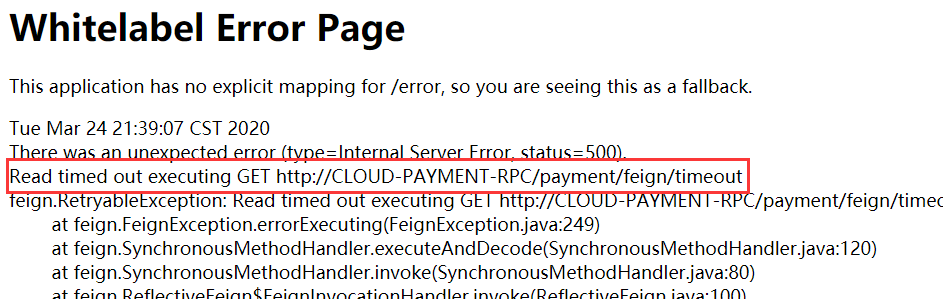 Whitelabel Error Page
This application has no explicit mapping for /error, so you are seeing this as a fallback.
Tue Mar 24 21:39:07 CST 2020
There was an unexpected error (type=Internal Server Error, status=500).
Read timed out executing GET http://CLOUD-PAYMENT-RPC/payment/feign/timeout
feign.RetryableException: Read timed out executing GET http://CLOUD-PAYMENT-RPC/payment/feign/timeo
at feign.FeignException.errorExecuting(FeignException.java:249)
at feign.SynchronousMethodHandler.executeAndDecode(SynchronousMethodHandler.java:120)
at feign.SynchronousMethodHandler.invoke(SynchronousMethodHandler.java:80)
at feign.ReflectiveFeign$FeignInvocationHandler.invoke(ReflectiveFeign.java:100)